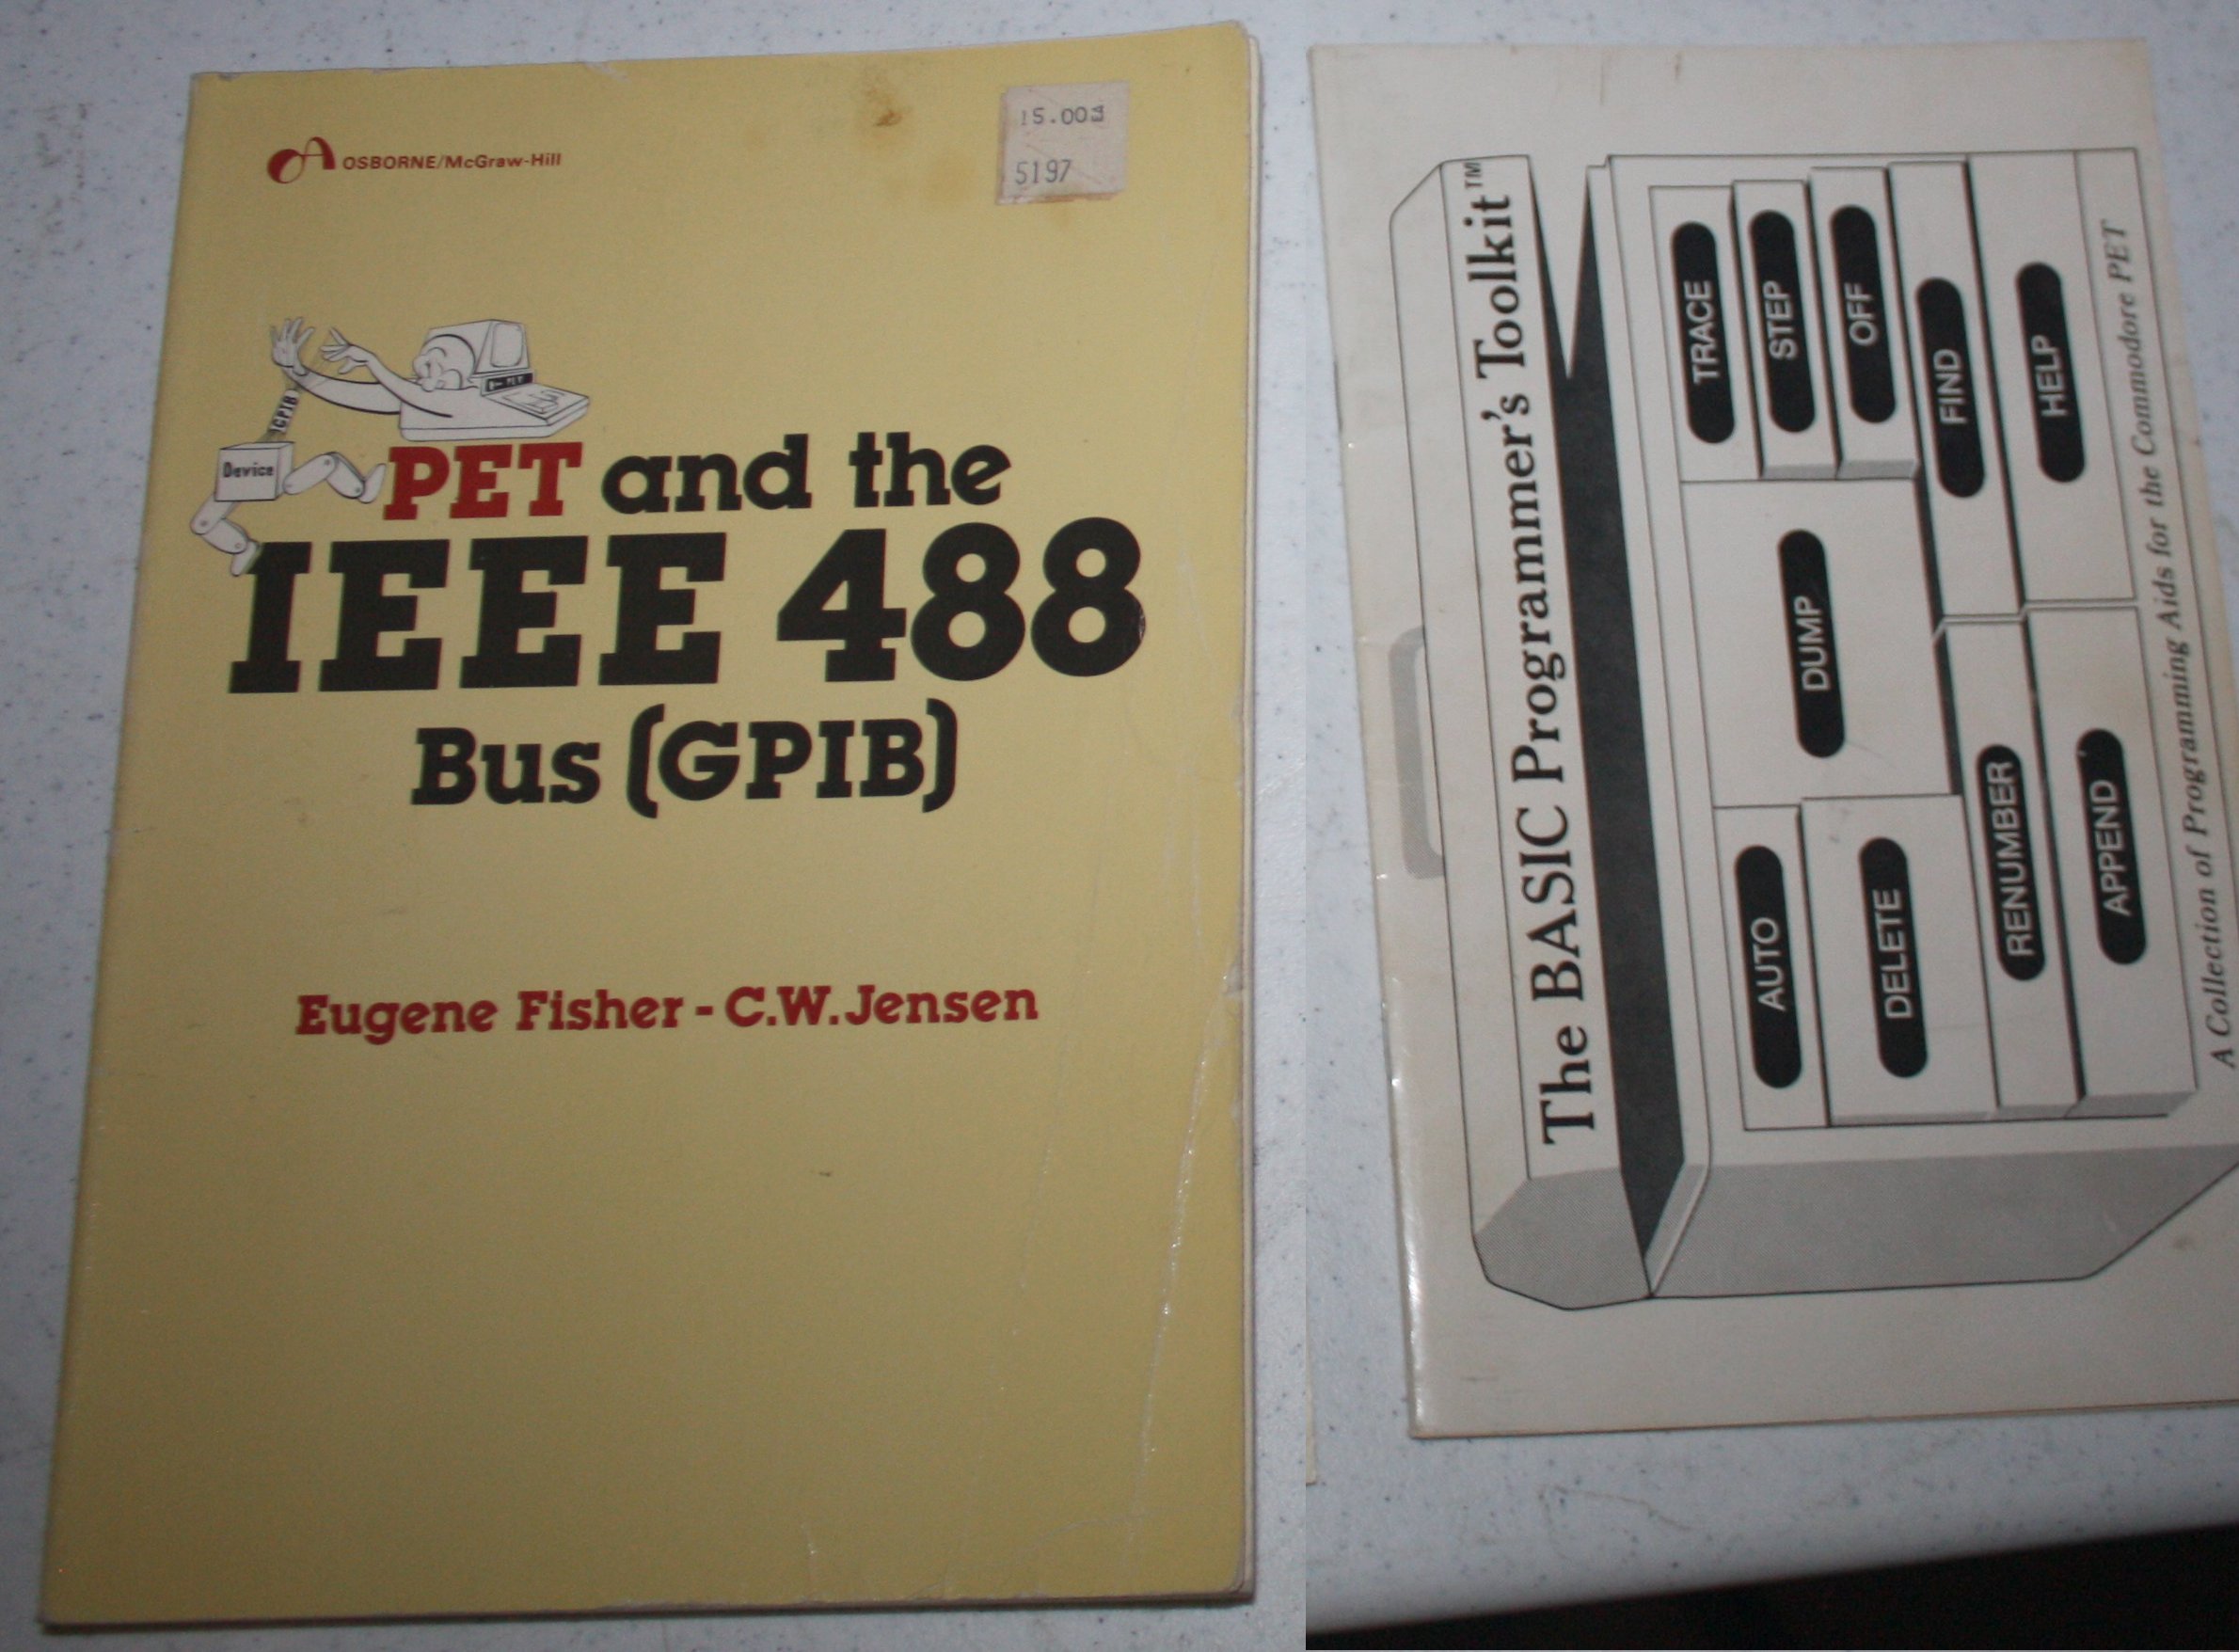 OSBORNE/McGraw-Hill
15.00
5197
GPIB
Device
PET
PET and the
IEEE 488
Bus (GPIB)
Eugene Fisher - C.W. Jensen
The BASIC Programmer's Toolkit™
AUTO
DUMP
TRACE
DELETE
STEP
OFF
RENUMBER
FIND
APPEND
HELP
A Collection of Programming Aids for the Commodore PET